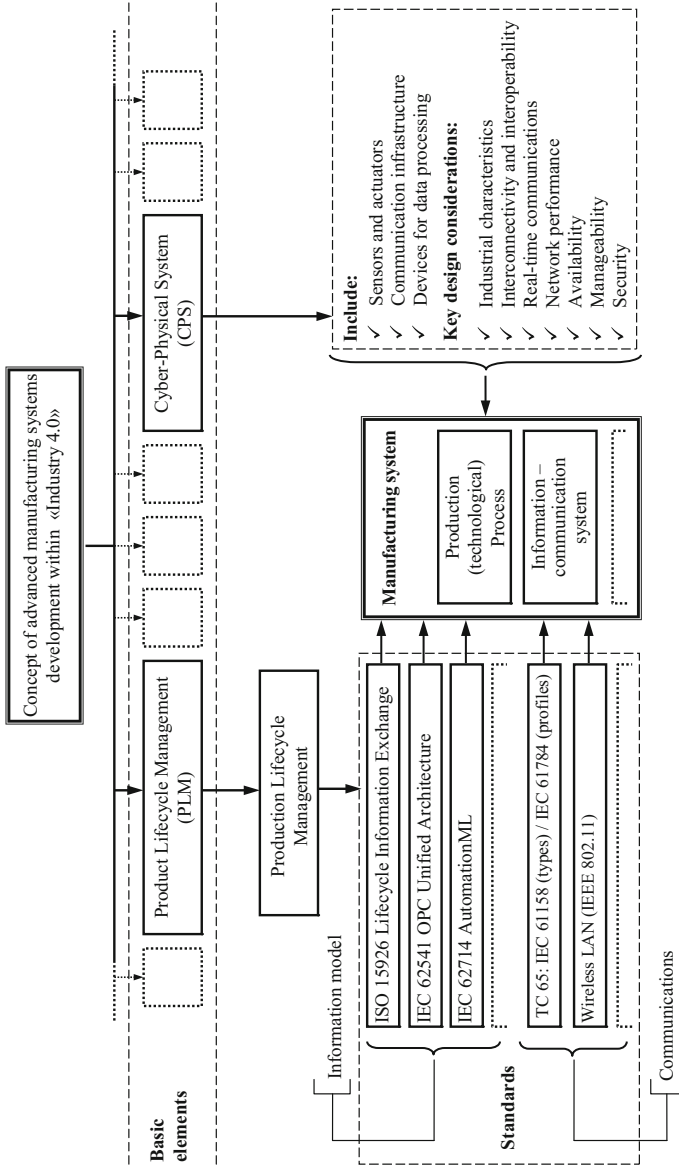 Concept of advanced manufacturing systems
development within «Industry 4.0»
Basic
elements
Product Lifecycle Management
(PLM)
Cyber-Physical System
(CPS)
Production Lifecycle
Management
Information model
ISO 15926 Lifecycle Information Exchange
IEC 62541 OPC Unified Architecture
IEC 62714 AutomationML
Standards
TC 65: IEC 61158 (types) / IEC 61784 (profiles)
Wireless LAN (IEEE 802.11)
Communications
Manufacturing system
Production
(technological)
Process
Information –
communication
system
Include:
✓ Sensors and actuators
✓ Communication infrastructure
✓ Devices for data processing
Key design considerations:
✓ Industrial characteristics
✓ Interconnectivity and interoperability
✓ Real-time communications
✓ Network performance
✓ Availability
✓ Manageability
✓ Security